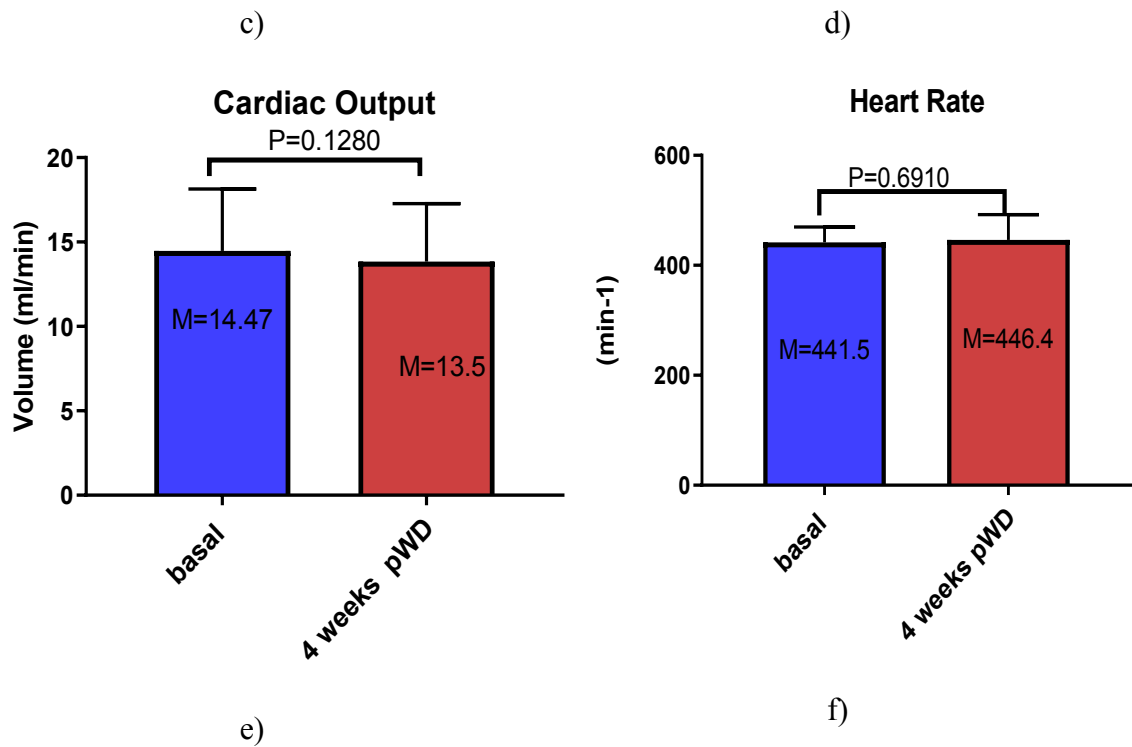 c)
d)
Cardiac Output
P=0.1280
20
15
10
5
0
Volume (ml/min)
M=14.47
M=13.5
basal
4 weeks pWD
Heart Rate
P=0.6910
600
400
200
0
(min-1)
M=441.5
M=446.4
basal
4 weeks pWD
e)
f)